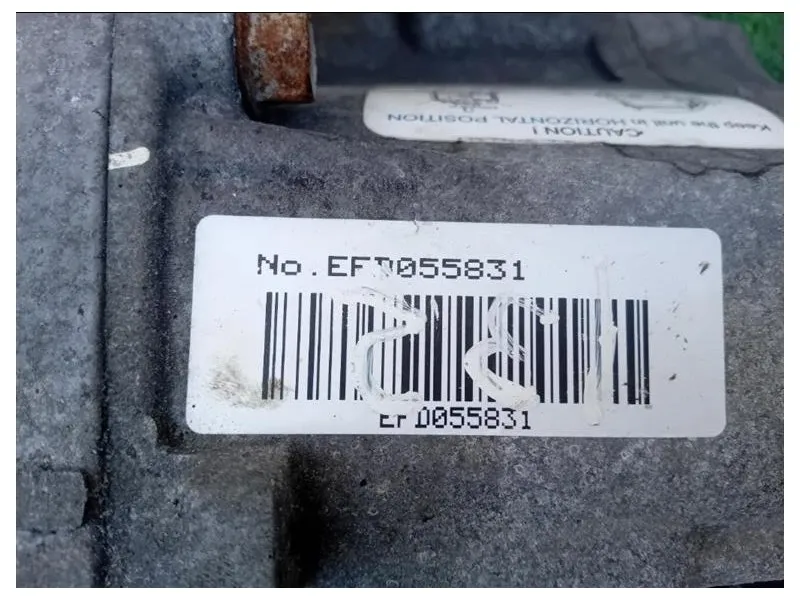 CAUTION !
Keep the unit in HORIZONTAL POSITION
No.EFD055831
EFD055831